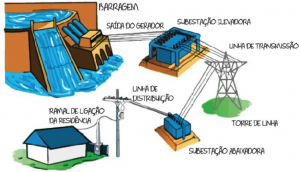 BARRAGEM
SAÍDA DO GERADOR
SUBESTAÇÃO ELEVADORA
LINHA DE TRANSMISSÃO
LINHA DE
DISTRIBUIÇÃO
RAMAL DE LIGAÇÃO
DA RESIDÊNCIA
TORRE DE LINHA
SUBESTAÇÃO ABAIXADORA